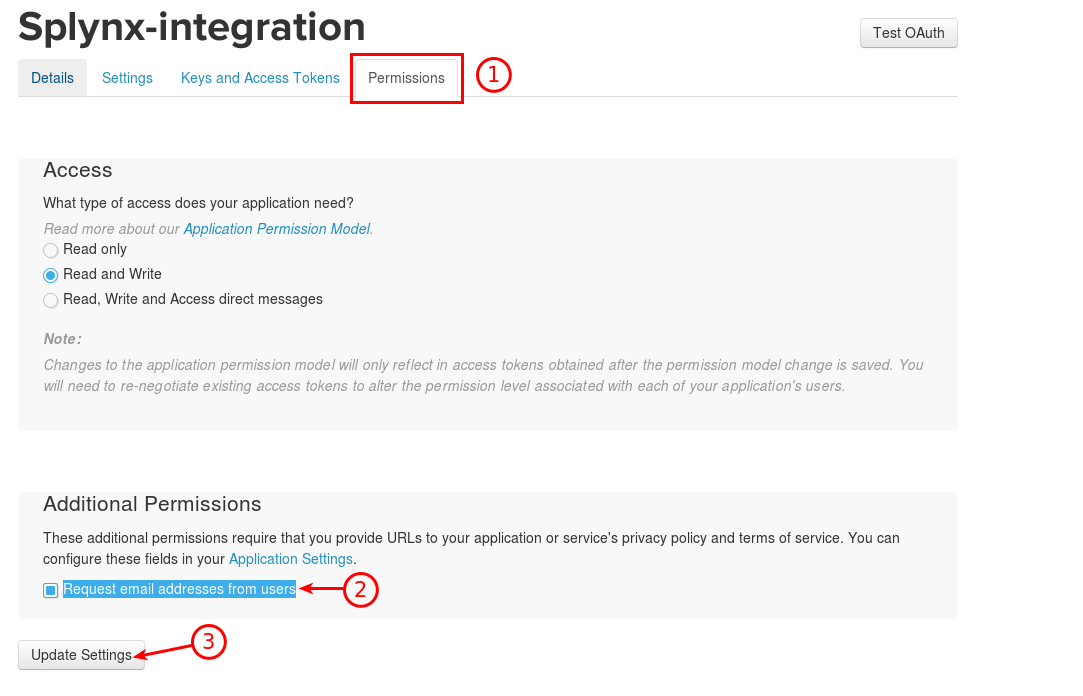 Splynx-integration
Test OAuth
Details Settings Keys and Access Tokens Permissions 1
Access
What type of access does your application need?
Read more about our Application Permission Model.
Read only
Read and Write
Read, Write and Access direct messages
Note:
Changes to the application permission model will only reflect in access tokens obtained after the permission model change is saved. You
will need to re-negotiate existing access tokens to alter the permission level associated with each of your application's users.
Additional Permissions
These additional permissions require that you provide URLs to your application or service's privacy policy and terms of service. You can
configure these fields in your Application Settings.
Request email addresses from users 2
Update Settings 3